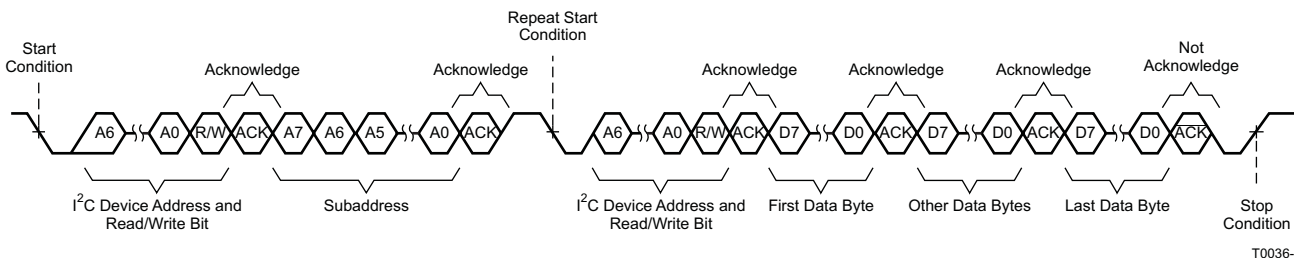 Repeat Start
Condition
Start
Condition
Not
Acknowledge
Acknowledge
Acknowledge
Acknowledge
Acknowledge
Acknowledge
A6
A0
R/W
ACK
A7
A6
A5
A0
ACK
A6
A0
R/W
ACK
D7
D0
ACK
D7
D0
ACK
D7
D0
ACK
I2C Device Address and
Read/Write Bit
Subaddress
I2C Device Address and
Read/Write Bit
First Data Byte
Other Data Bytes
Last Data Byte
Stop
Condition
T0036-